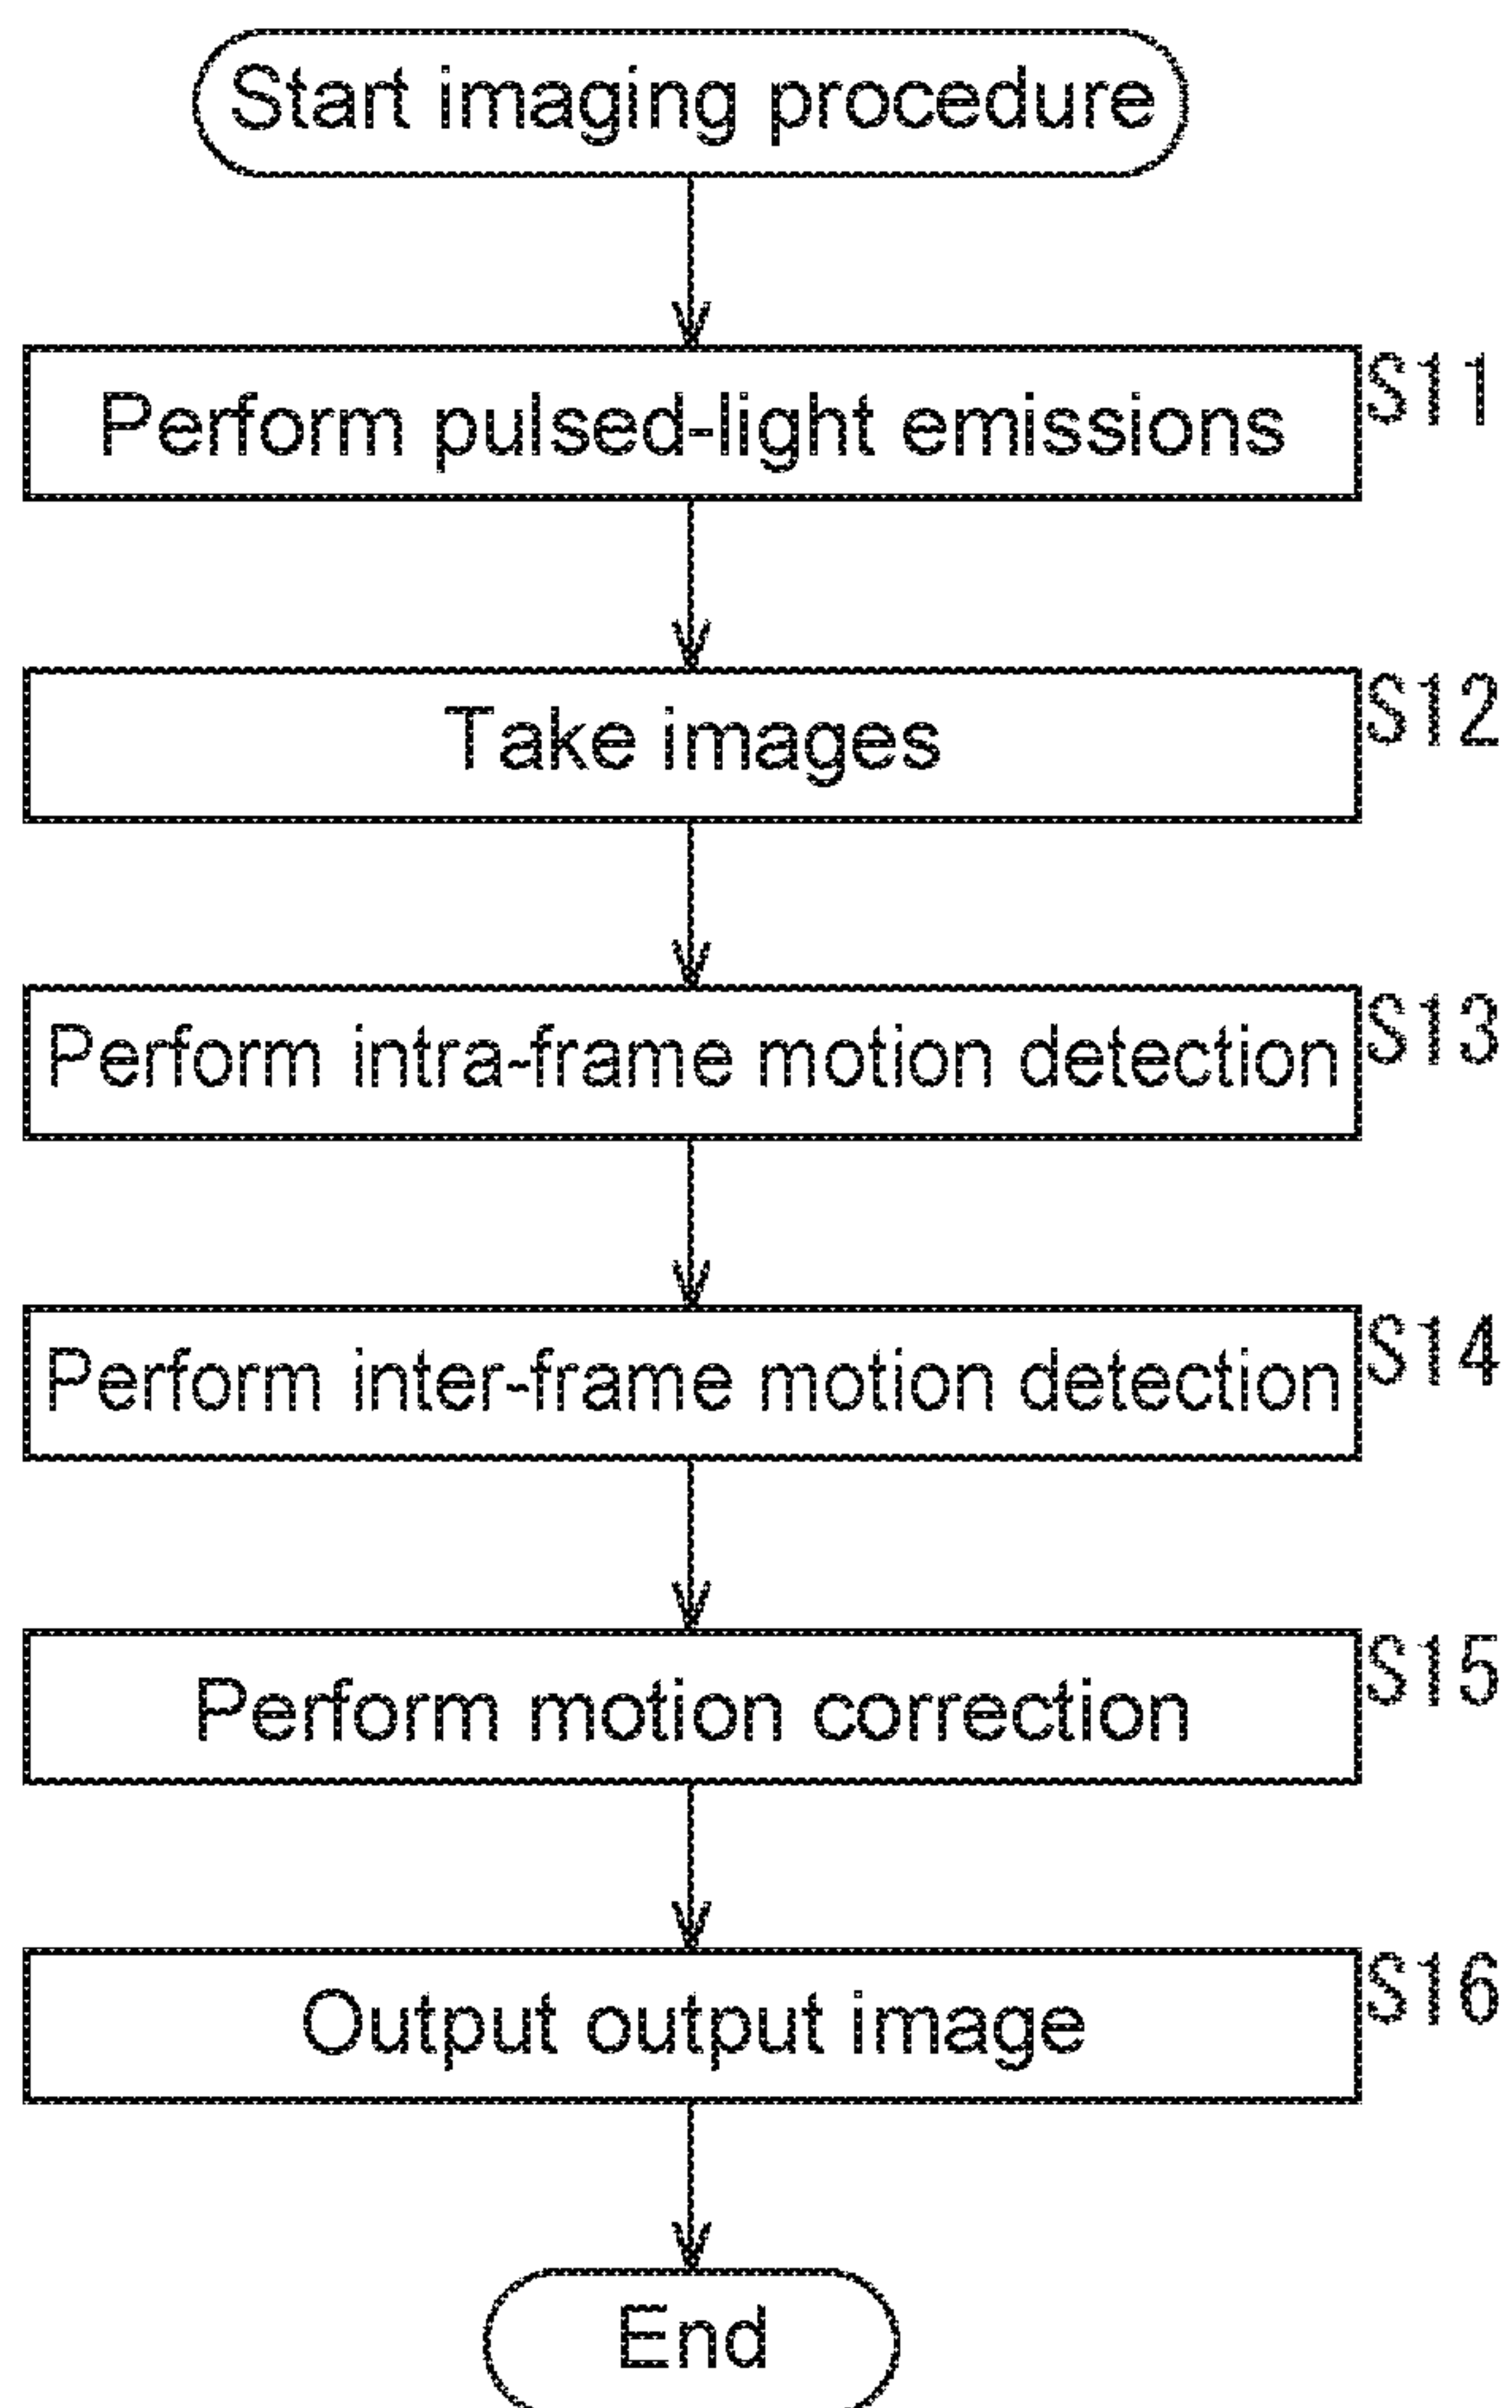 Start imaging procedure
Perform pulsed-light emissions S11
Take images S12
Perform intra-frame motion detection S13
Perform inter-frame motion detection S14
Perform motion correction S15
Output output image S16
End